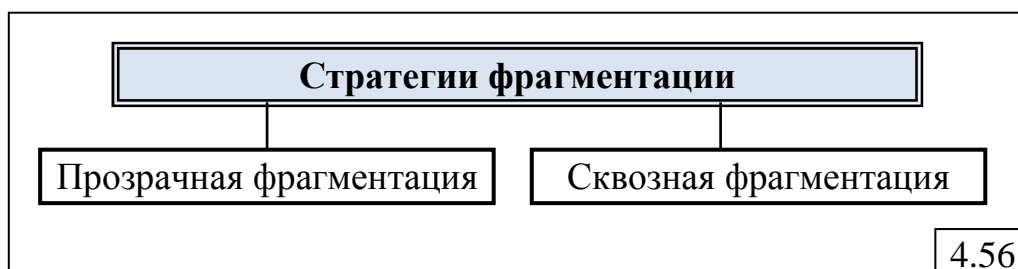 Стратегии фрагментации
Прозрачная фрагментация
Сквозная фрагментация
4.56